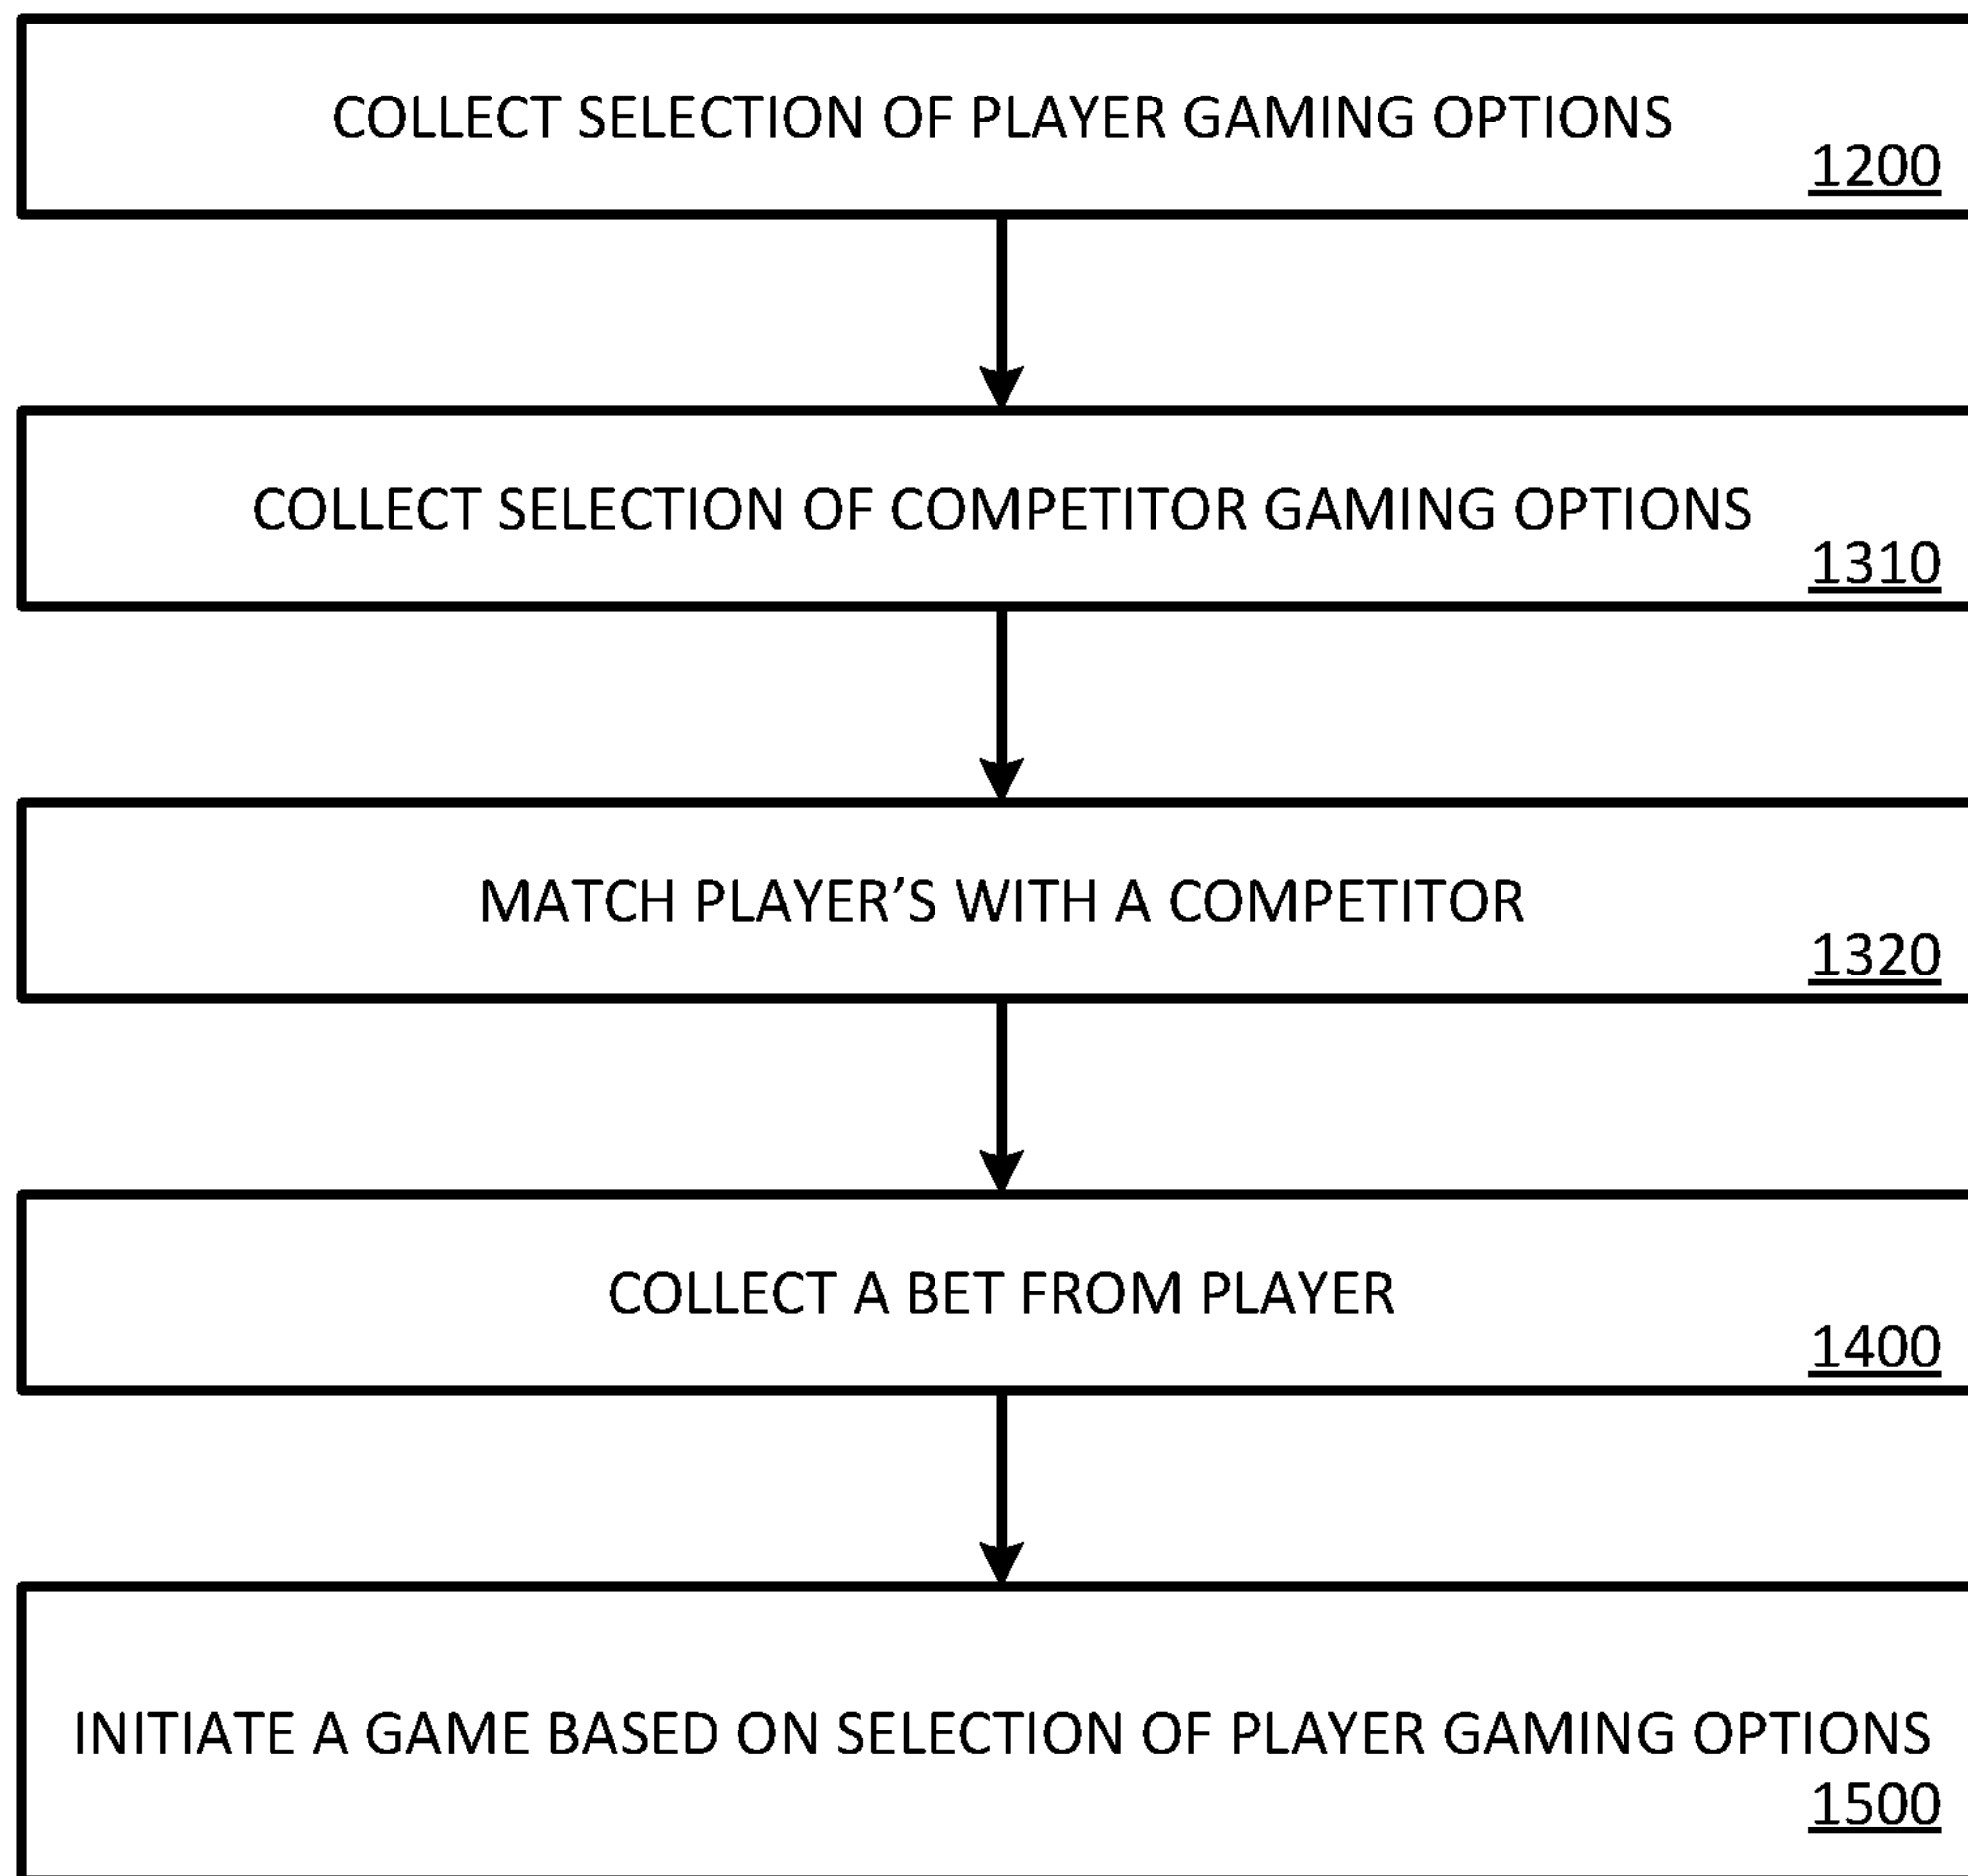 COLLECT SELECTION OF PLAYER GAMING OPTIONS
1200
COLLECT SELECTION OF COMPETITOR GAMING OPTIONS
1310
MATCH PLAYER’S WITH A COMPETITOR
1320
COLLECT A BET FROM PLAYER
1400
INITIATE A GAME BASED ON SELECTION OF PLAYER GAMING OPTIONS
1500